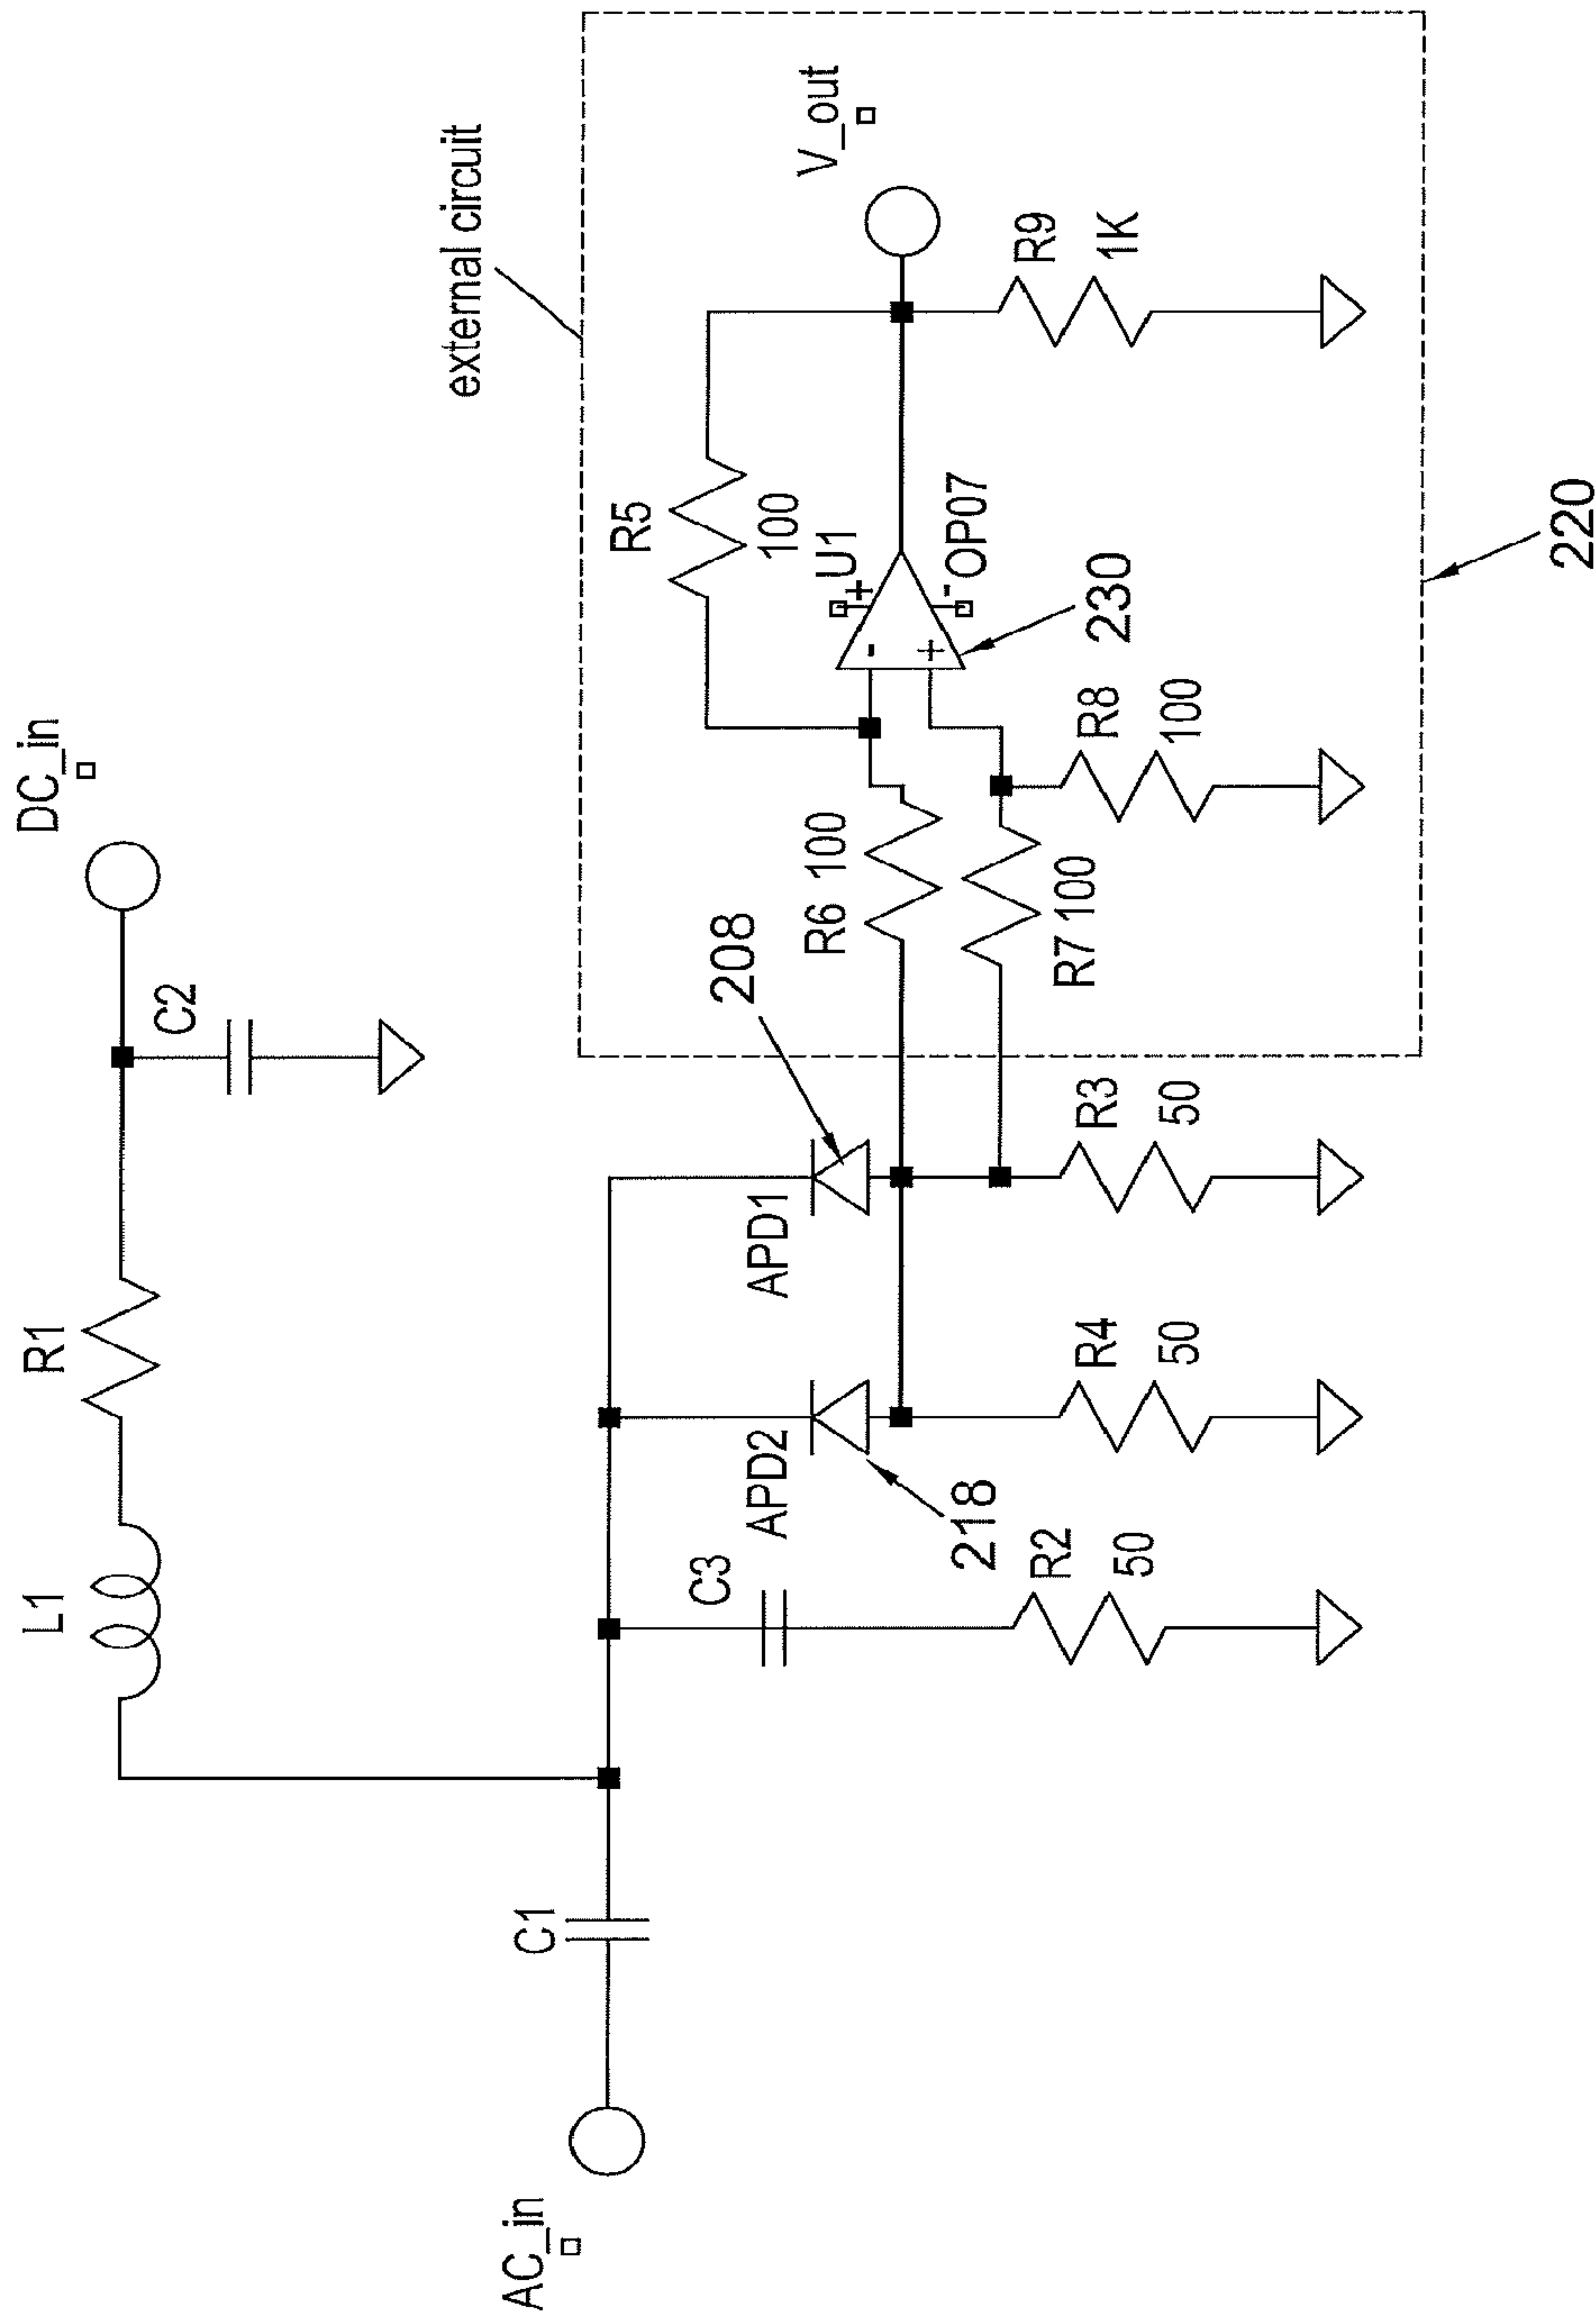 DC_in
C2
R1
L1
external circuit
V_out
R5
100
U1
+
-
OP07
-
+
230
R9
1K
R6 100
R7 100
R8
100
208
APD1
R3
50
APD2
218
R4
50
C3
R2
50
C1
AC_in
220